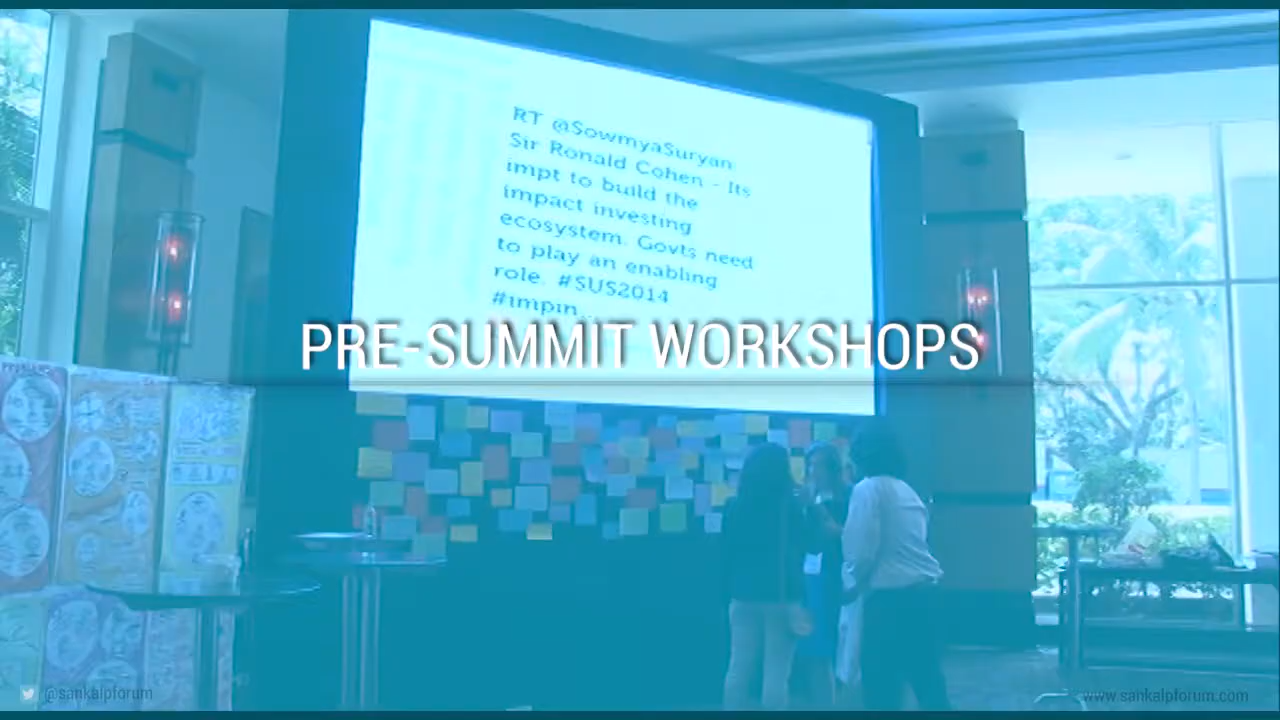 RT @SowmyaSuryan:
Sir Ronald Cohen - Its
impt to build the
impact investing
ecosystem. Govts need
to play an enabling
role. #SUS2014
#impin...
PRE-SUMMIT WORKSHOPS
@sankalpforum
www.sankalpforum.com